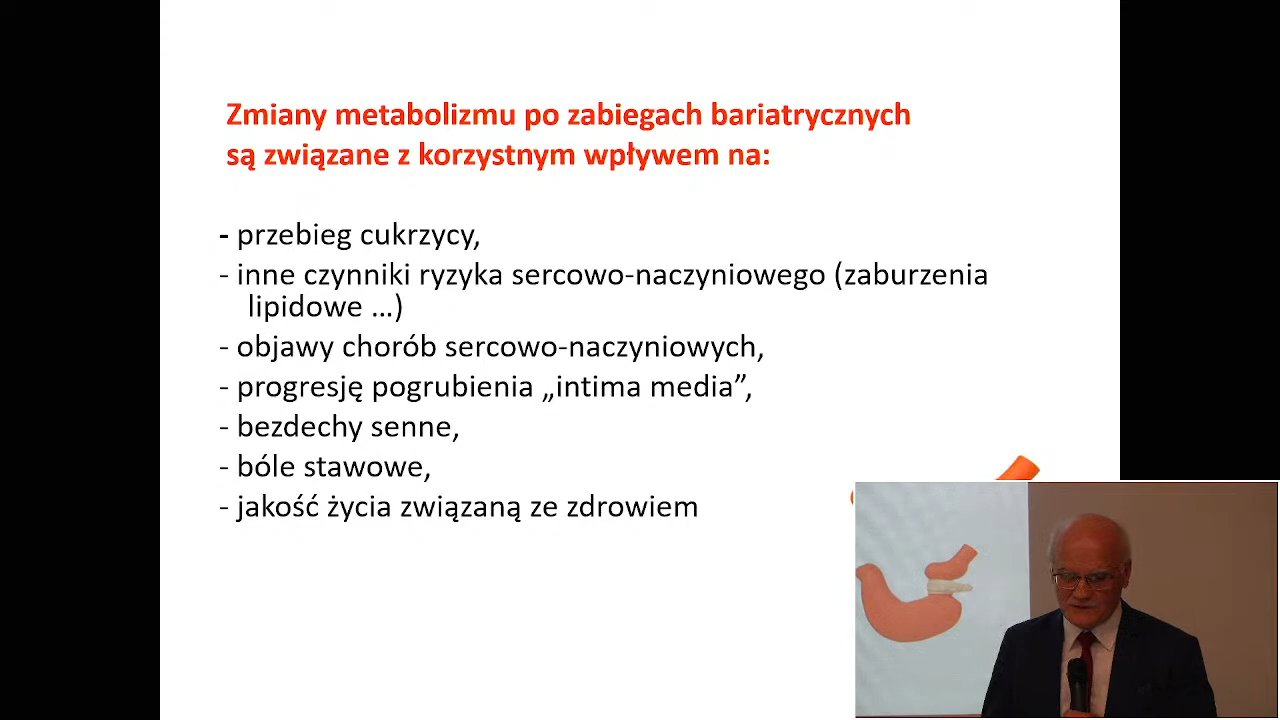 Zmiany metabolizmu po zabiegach bariatrycznych
są związane z korzystnym wpływem na:
- przebieg cukrzycy,
- inne czynniki ryzyka sercowo-naczyniowego (zaburzenia
lipidowe ...)
- objawy chorób sercowo-naczyniowych,
- progresję pogrubienia „intima media”,
- bezdechy senne,
- bóle stawowe,
- jakość życia związaną ze zdrowiem